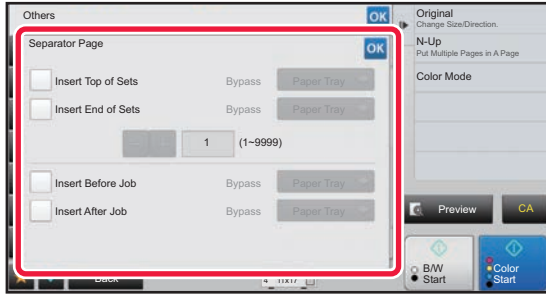 Others
OK
Separator Page
OK
Insert Top of Sets
Bypass
Paper Tray
Insert End of Sets
Bypass
Paper Tray
1
(1~9999)
Insert Before Job
Bypass
Paper Tray
Insert After Job
Bypass
Paper Tray
Back
4
11x17
Original
Change Size/Direction.
N-Up
Put Multiple Pages in A Page
Color Mode
Preview
CA
B/W
Start
Color
Start